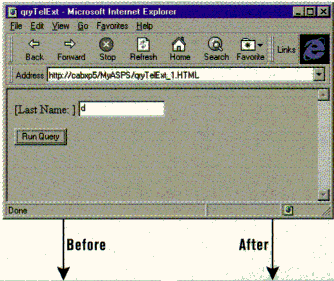 qryTelExt - Microsoft Internet Explorer
File Edit View Go Favorites Help
Back Forward Stop Refresh Home Search Favorite Links
Address http://cabxp5/MyASPS/qryTelExt_1.HTML
[Last Name: ] d
Run Query
Done
Before After